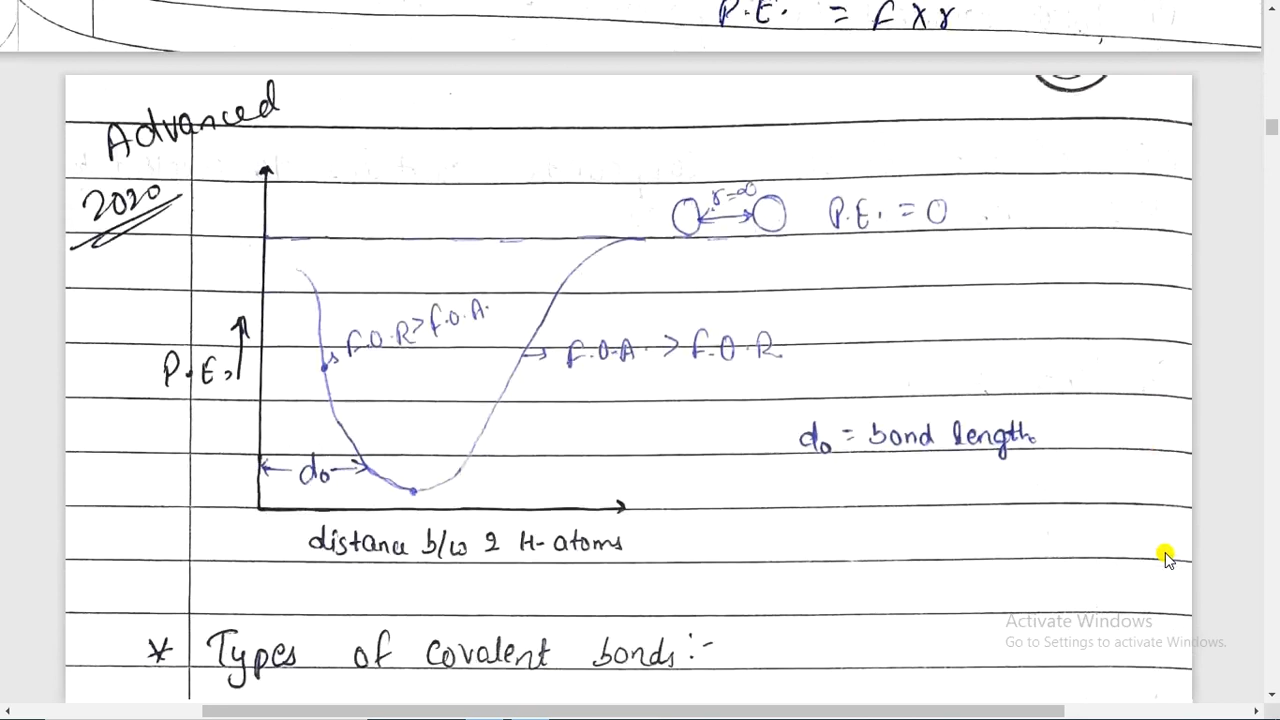 P.E. = F x r
Advanced
2020
r=∞
P.E. = 0
F.O.R > F.O.A.
F.O.A. > F.O.R.
P.E.
d₀ = bond length.
d₀
distance b/w 2 H-atoms
* Types of covalent bonds:-
Activate Windows
Go to Settings to activate Windows.